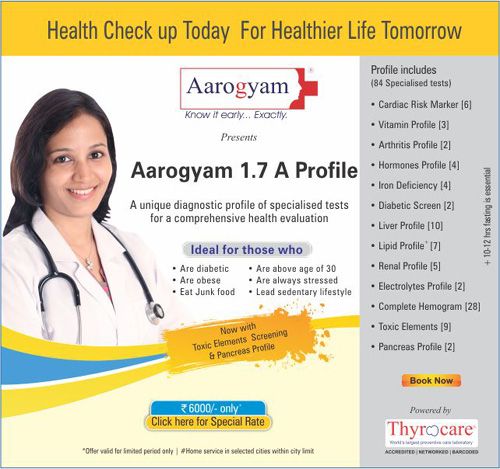 Health Check up Today For Healthier Life Tomorrow
Aarogyam®
Know it early... Exactly.
Presents
Aarogyam 1.7 A Profile
A unique diagnostic profile of specialised tests
for a comprehensive health evaluation
Ideal for those who
• Are diabetic
• Are obese
• Eat Junk food
• Are above age of 30
• Are always stressed
• Lead sedentary lifestyle
Now with
Toxic Elements Screening
& Pancreas Profile
₹ 6000/- only*
Click here for Special Rate
*Offer valid for limited period only | #Home service in selected cities within city limit
Profile includes
(84 Specialised tests)
• Cardiac Risk Marker [6]
• Vitamin Profile [3]
• Arthritis Profile [2]
• Hormones Profile [4]
• Iron Deficiency [4]
• Diabetic Screen [2]
• Liver Profile [10]
• Lipid Profile+ [7]
• Renal Profile [5]
• Electrolytes Profile [2]
• Complete Hemogram [28]
• Toxic Elements [9]
• Pancreas Profile [2]
+ 10-12 hrs fasting is essential
Book Now
Powered by
Thyrocare®
World's largest preventive care laboratory
ACCREDITED | NETWORKED | BARCODED